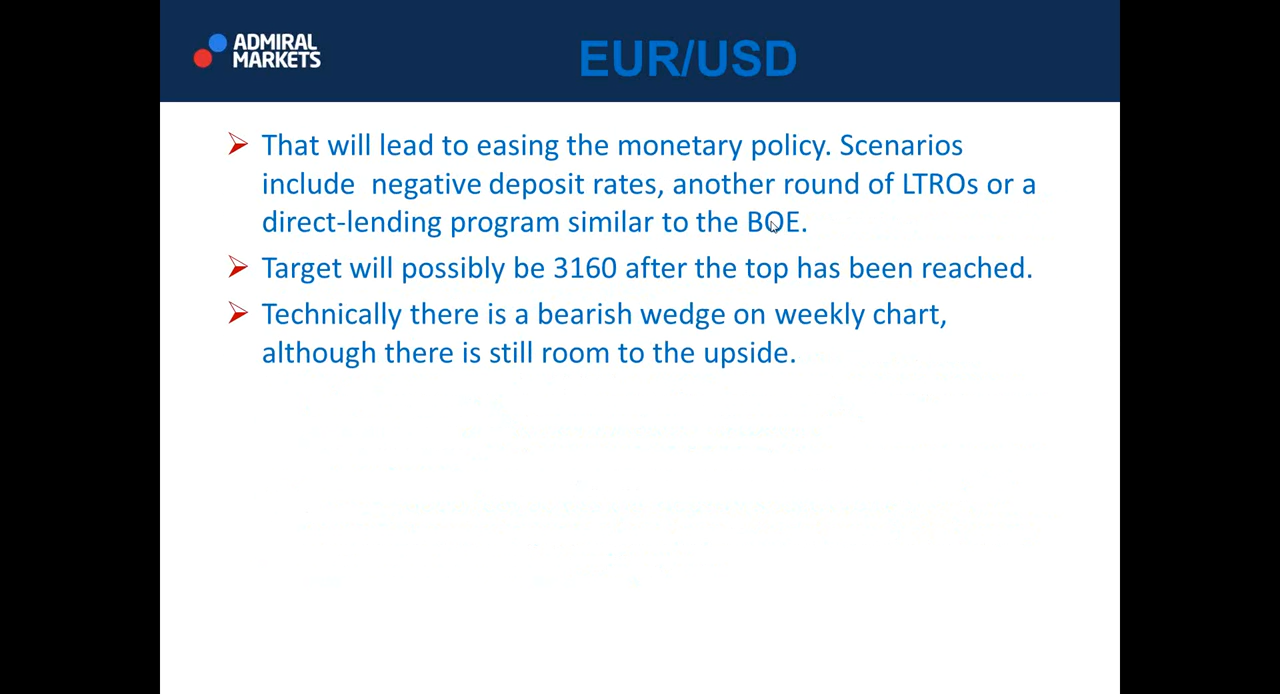 ADMIRAL
MARKETS
EUR/USD
That will lead to easing the monetary policy. Scenarios
include  negative deposit rates, another round of LTROs or a
direct-lending program similar to the BOE.
Target will possibly be 3160 after the top has been reached.
Technically there is a bearish wedge on weekly chart,
although there is still room to the upside.